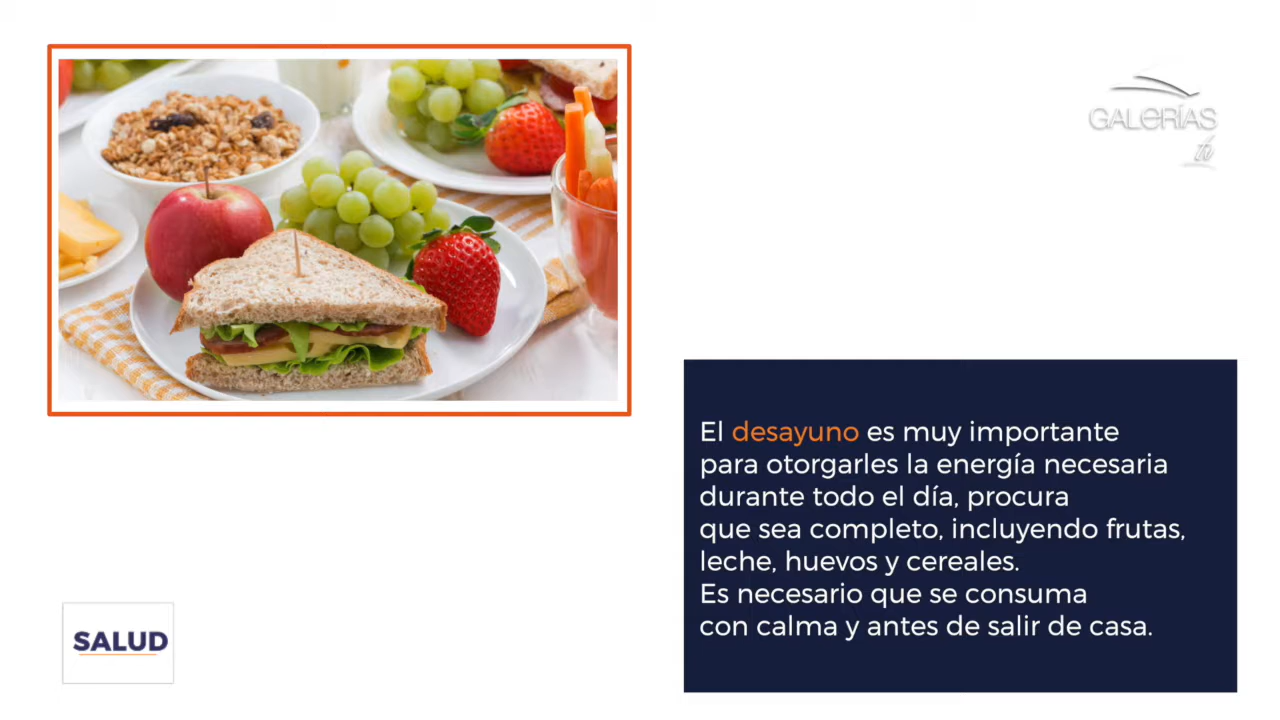 GALERÍAS
tv
El desayuno es muy importante
para otorgarles la energía necesaria
durante todo el día, procura
que sea completo, incluyendo frutas,
leche, huevos y cereales.
Es necesario que se consuma
con calma y antes de salir de casa.
SALUD